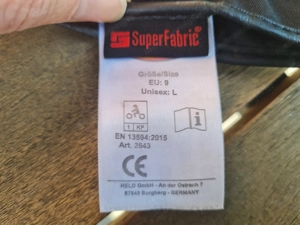 SuperFabric®
Größe/Size
EU: 9
Unisex: L
1 KP
i
EN 13594:2015
Art. 2643
CE
HELD GmbH - An der Ostrach 7
87545 Burgberg - GERMANY